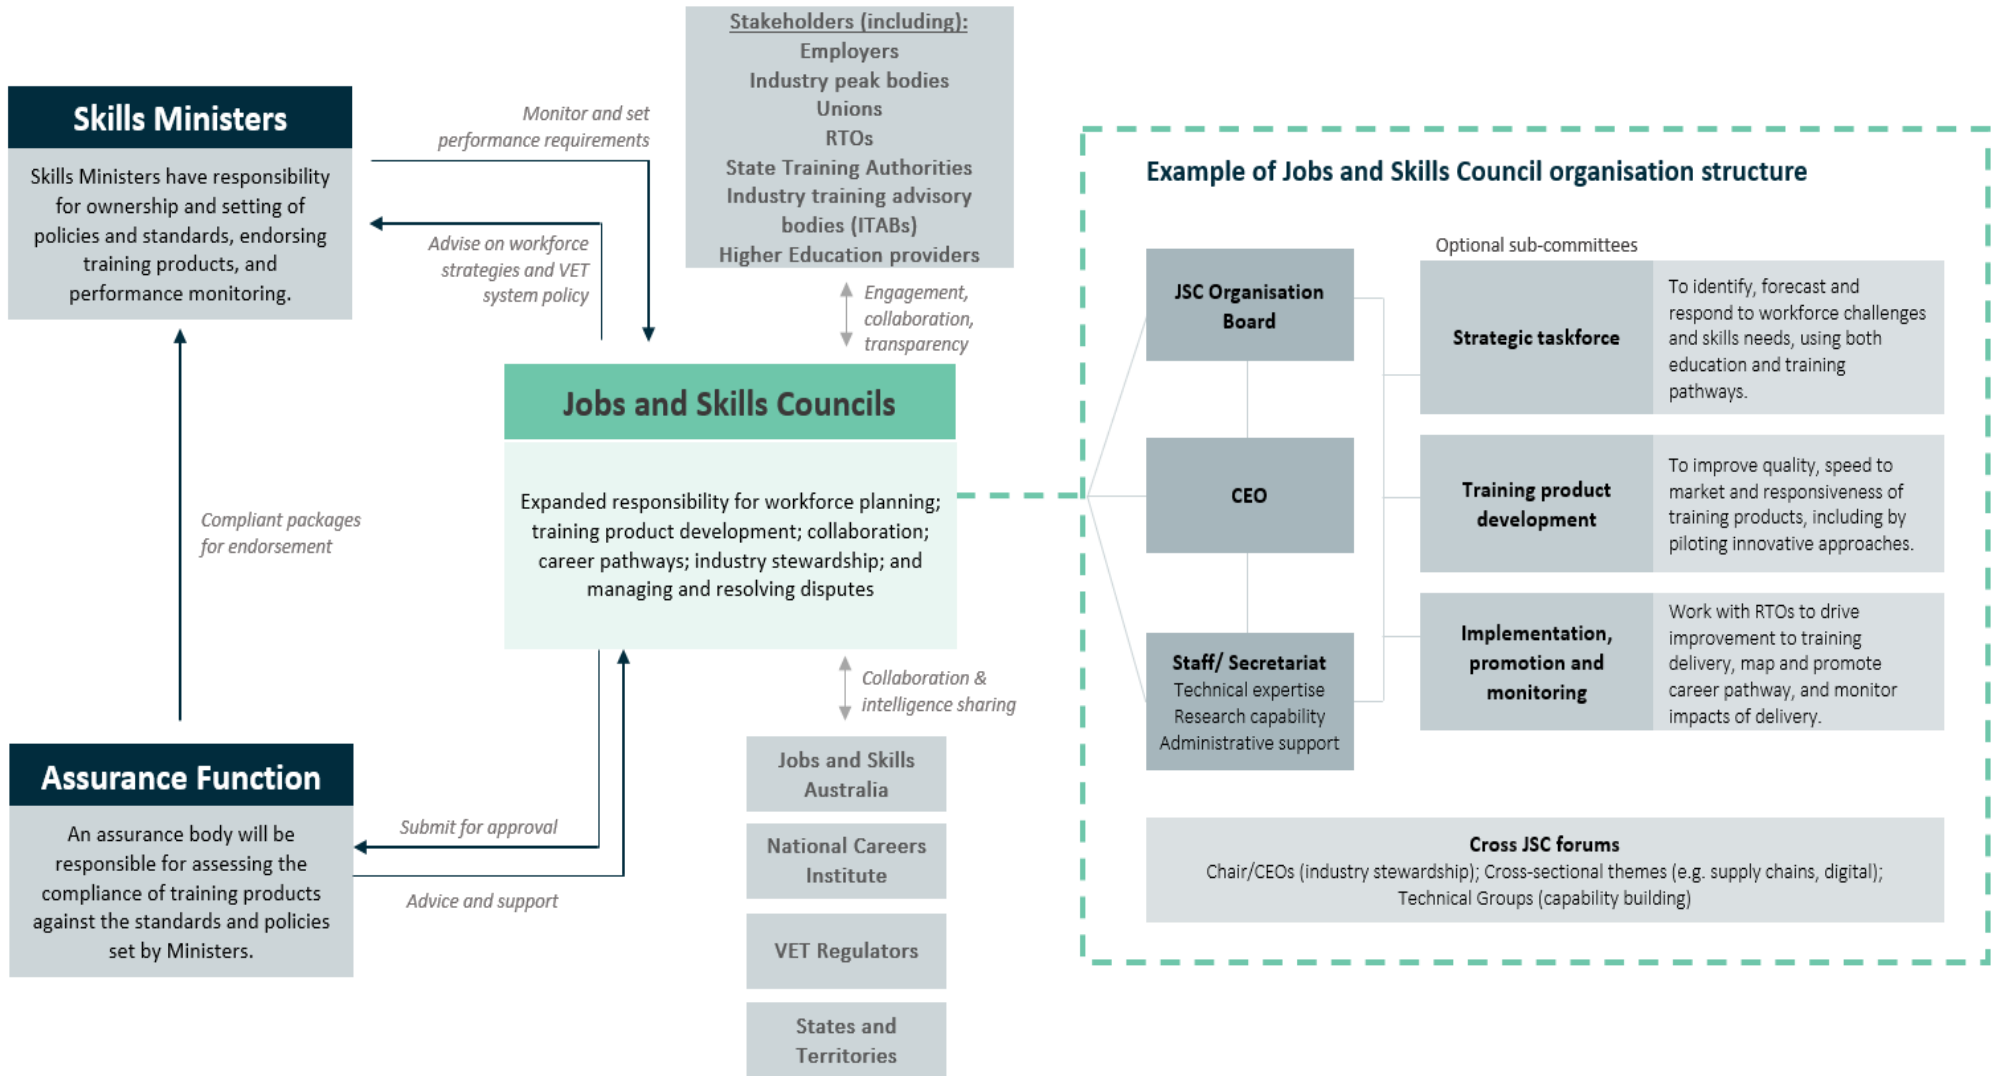 Skills Ministers
Skills Ministers have responsibility
for ownership and setting of
policies and standards, endorsing
training products, and
performance monitoring.
Monitor and set
performance requirements
Advise on workforce
strategies and VET
system policy
Compliant packages
for endorsement
Assurance Function
An assurance body will be
responsible for assessing the
compliance of training products
against the standards and policies
set by Ministers.
Submit for approval
Advice and support
Stakeholders (including):
Employers
Industry peak bodies
Unions
RTOs
State Training Authorities
Industry training advisory
bodies (ITABs)
Higher Education providers
Engagement,
collaboration,
transparency
Jobs and Skills Councils
Expanded responsibility for workforce planning;
training product development; collaboration;
career pathways; industry stewardship; and
managing and resolving disputes
Collaboration &
intelligence sharing
Jobs and Skills
Australia
National Careers
Institute
VET Regulators
States and
Territories
Example of Jobs and Skills Council organisation structure
JSC Organisation
Board
CEO
Staff/ Secretariat
Technical expertise
Research capability
Administrative support
Optional sub-committees
Strategic taskforce
To identify, forecast and
respond to workforce challenges
and skills needs, using both
education and training
pathways.
Training product
development
To improve quality, speed to
market and responsiveness of
training products, including by
piloting innovative approaches.
Implementation,
promotion and
monitoring
Work with RTOs to drive
improvement to training
delivery, map and promote
career pathway, and monitor
impacts of delivery.
Cross JSC forums
Chair/CEOs (industry stewardship); Cross-sectional themes (e.g. supply chains, digital);
Technical Groups (capability building)